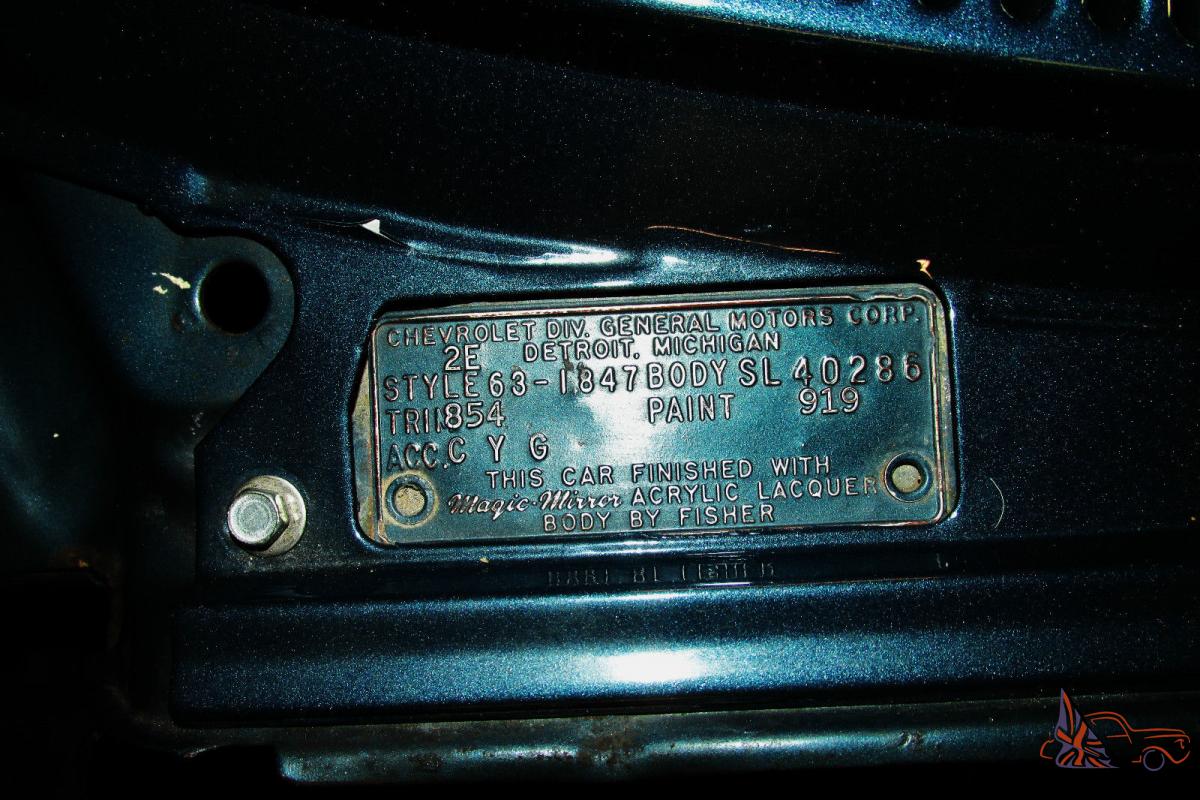 CHEVROLET DIV. GENERAL MOTORS CORP.
2E DETROIT, MICHIGAN
STYLE 63-1847 BODY SL 40286
TRIM 854 PAINT 919
ACC. C Y G
THIS CAR FINISHED WITH
Magic-Mirror ACRYLIC LACQUER
BODY BY FISHER